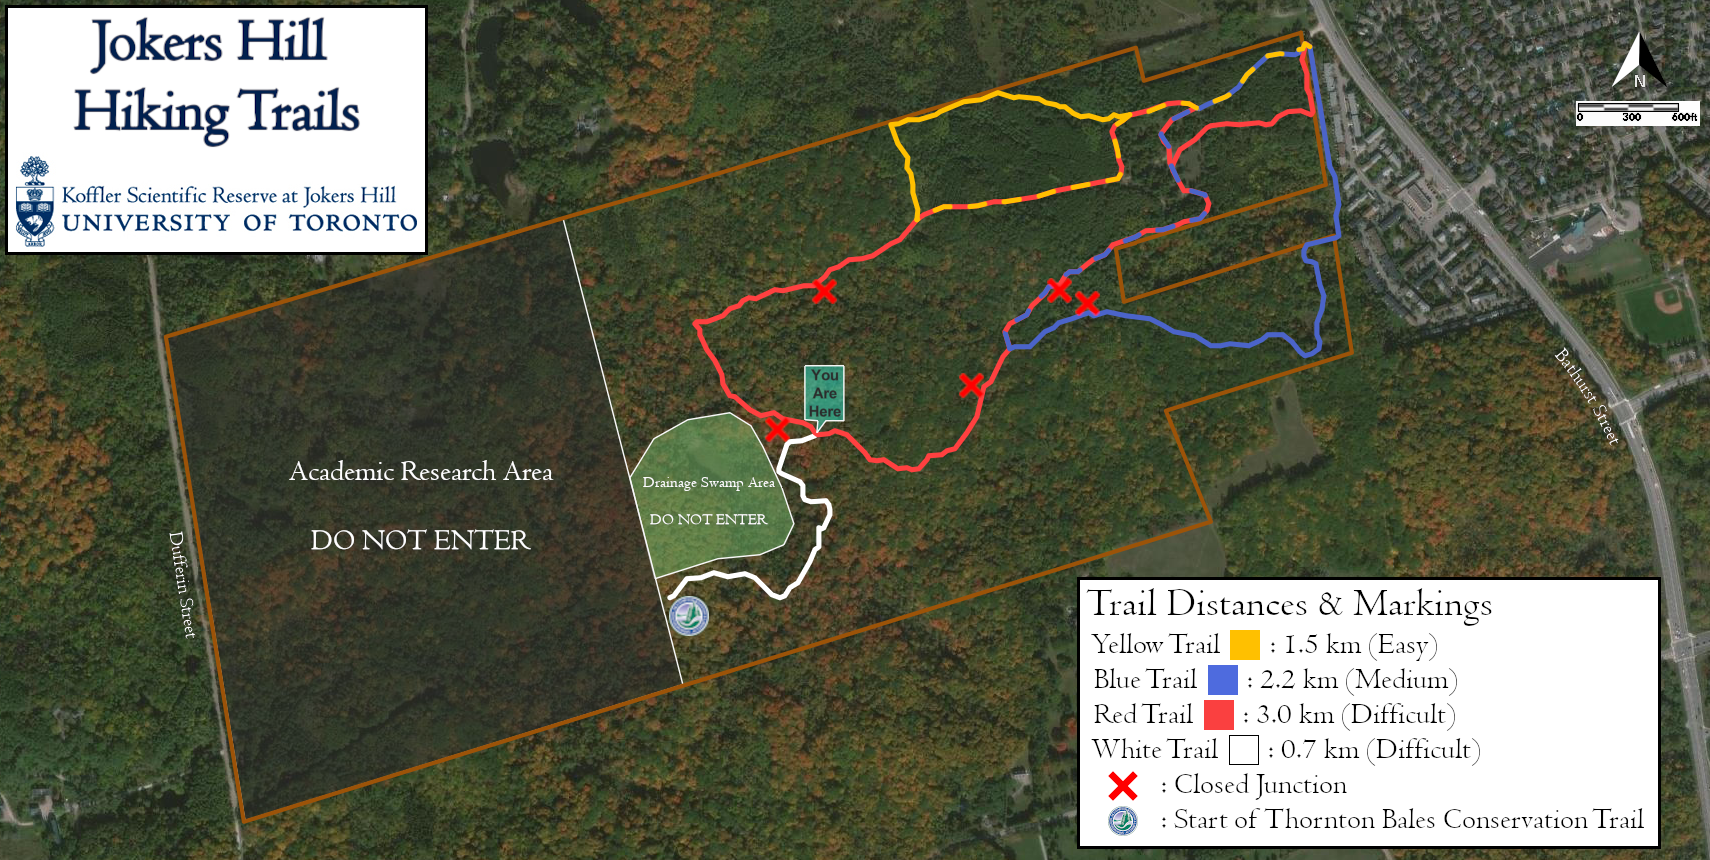 Jokers Hill
Hiking Trails
Koffler Scientific Reserve at Jokers Hill
UNIVERSITY OF TORONTO
N
0 300 600ft
You
Are
Here
Academic Research Area
DO NOT ENTER
Drainage Swamp Area
DO NOT ENTER
Dufferin Street
Bathurst Street
Trail Distances & Markings
Yellow Trail : 1.5 km (Easy)
Blue Trail : 2.2 km (Medium)
Red Trail : 3.0 km (Difficult)
White Trail : 0.7 km (Difficult)
: Closed Junction
: Start of Thornton Bales Conservation Trail